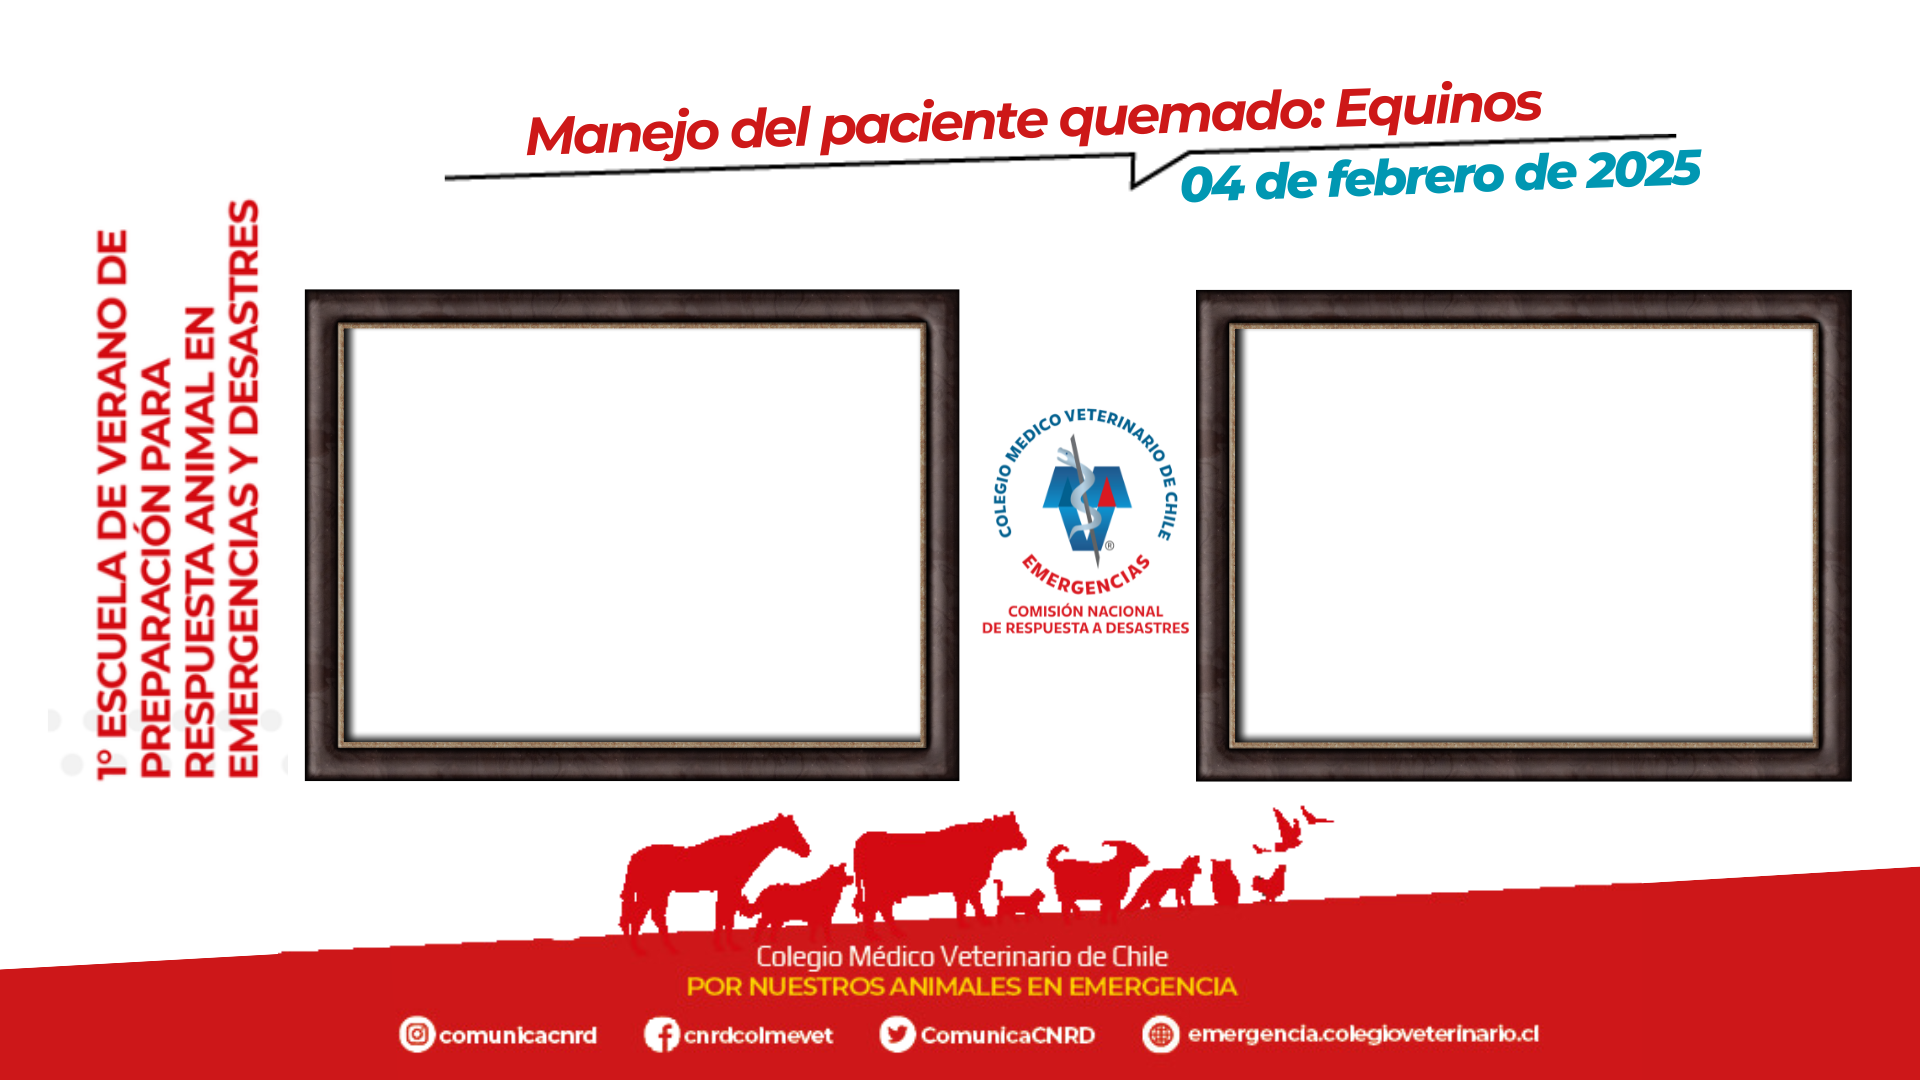 Manejo del paciente quemado: Equinos
04 de febrero de 2025
1° ESCUELA DE VERANO DE
PREPARACIÓN PARA
RESPUESTA ANIMAL EN
EMERGENCIAS Y DESASTRES
COLEGIO MEDICO VETERINARIO DE CHILE
®
EMERGENCIAS
COMISIÓN NACIONAL
DE RESPUESTA A DESASTRES
Colegio Médico Veterinario de Chile
POR NUESTROS ANIMALES EN EMERGENCIA
comunicacnrd
cnrdcolmevet
ComunicaCNRD
emergencia.colegioveterinario.cl